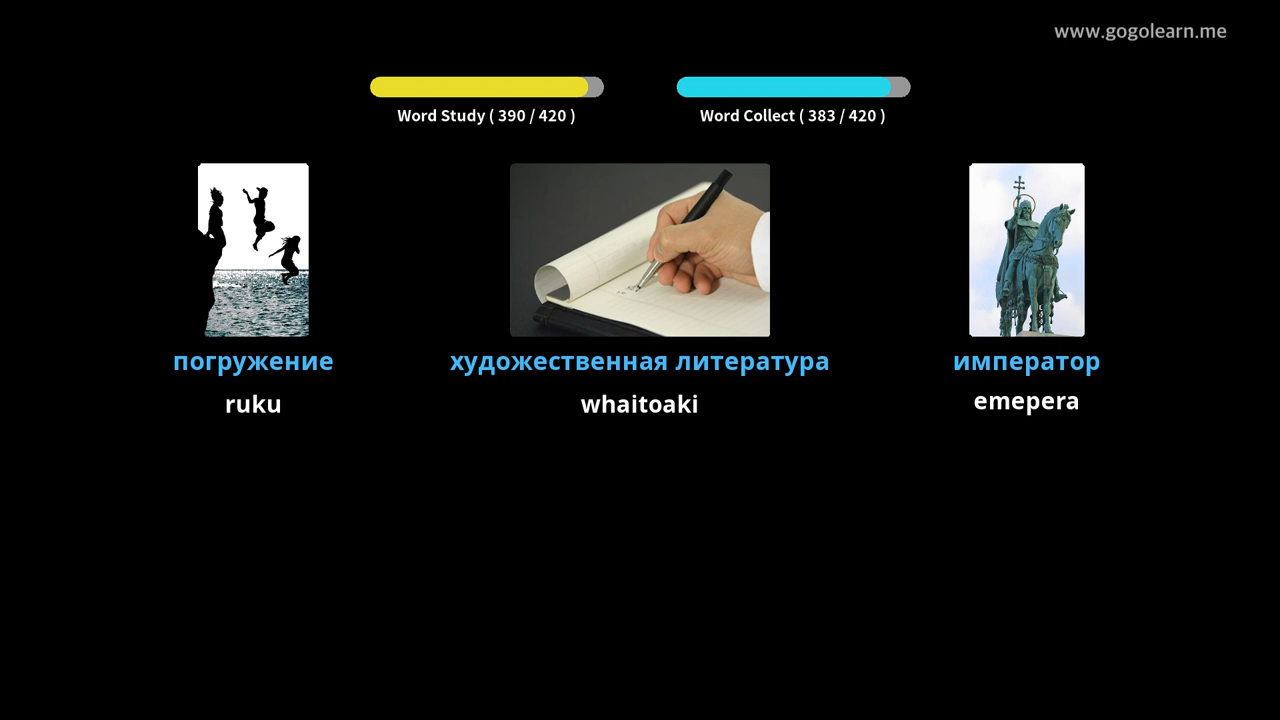 www.gogolearn.me
Word Study ( 390 / 420 )
Word Collect ( 383 / 420 )
погружение
художественная литература
император
ruku
whaitoaki
emepera